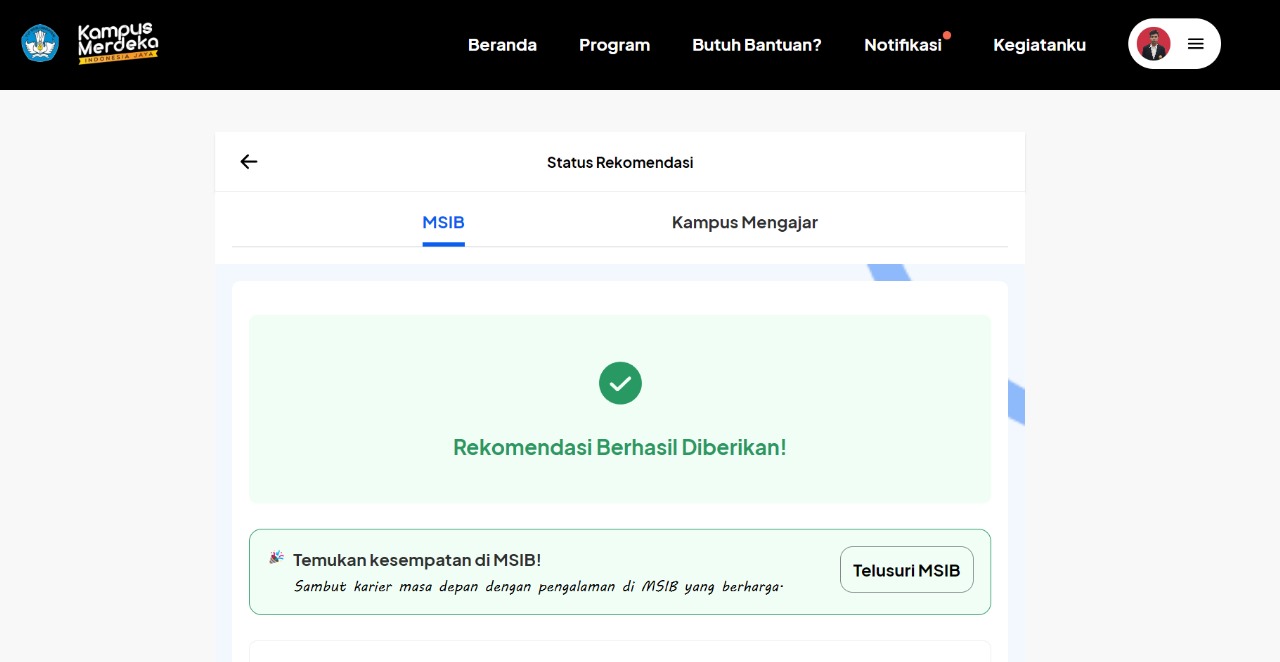 Kampus
Merdeka
INDONESIA JAYA
Beranda
Program
Butuh Bantuan?
Notifikasi
Kegiatanku
Status Rekomendasi
MSIB
Kampus Mengajar
Rekomendasi Berhasil Diberikan!
Temukan kesempatan di MSIB!
Sambut karier masa depan dengan pengalaman di MSIB yang berharga.
Telusuri MSIB